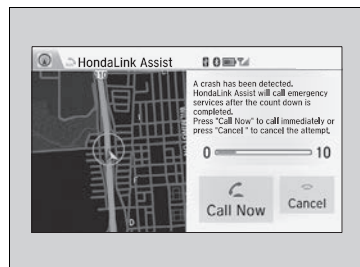 HondaLink Assist
A crash has been detected.
HondaLink Assist will call emergency
services after the count down is
completed.
Press "Call Now" to call immediately or
press "Cancel " to cancel the attempt.
0 10
Call Now
Cancel
D